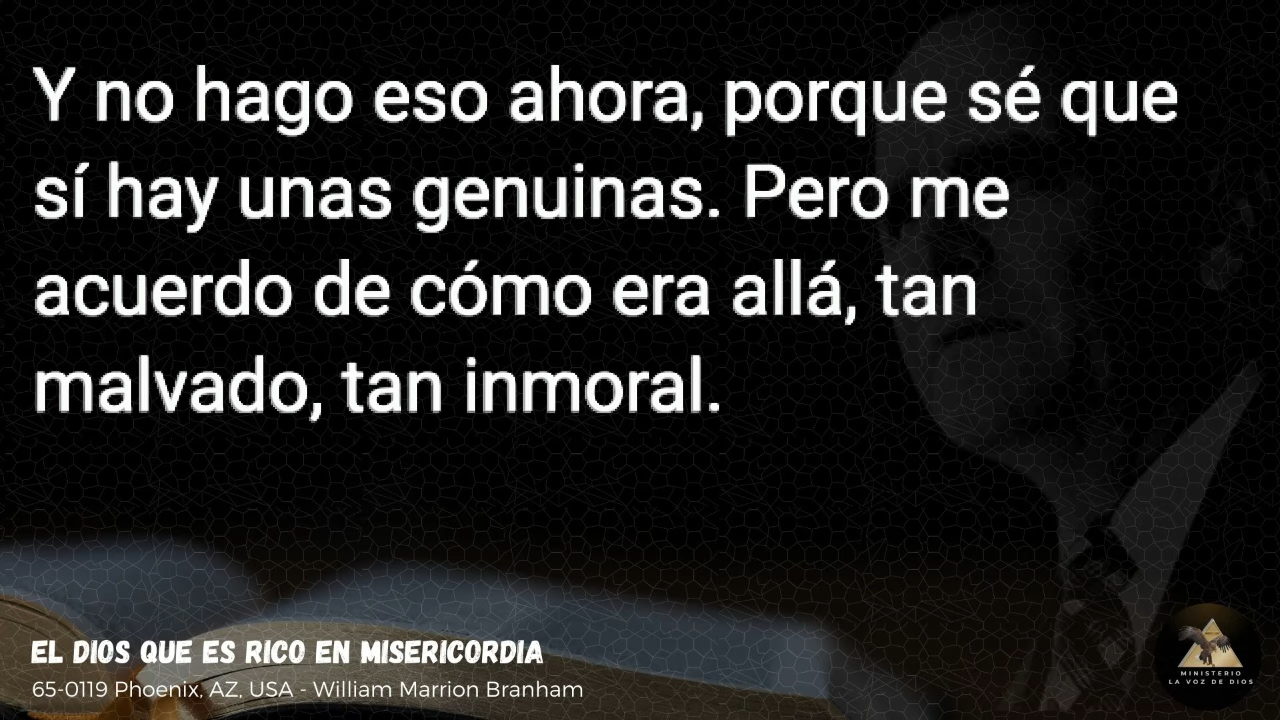 Y no hago eso ahora, porque sé que
sí hay unas genuinas. Pero me
acuerdo de cómo era allá, tan
malvado, tan inmoral.
EL DIOS QUE ES RICO EN MISERICORDIA
65-0119 Phoenix, AZ, USA - William Marrion Branham
MINISTERIO
LA VOZ DE DIOS